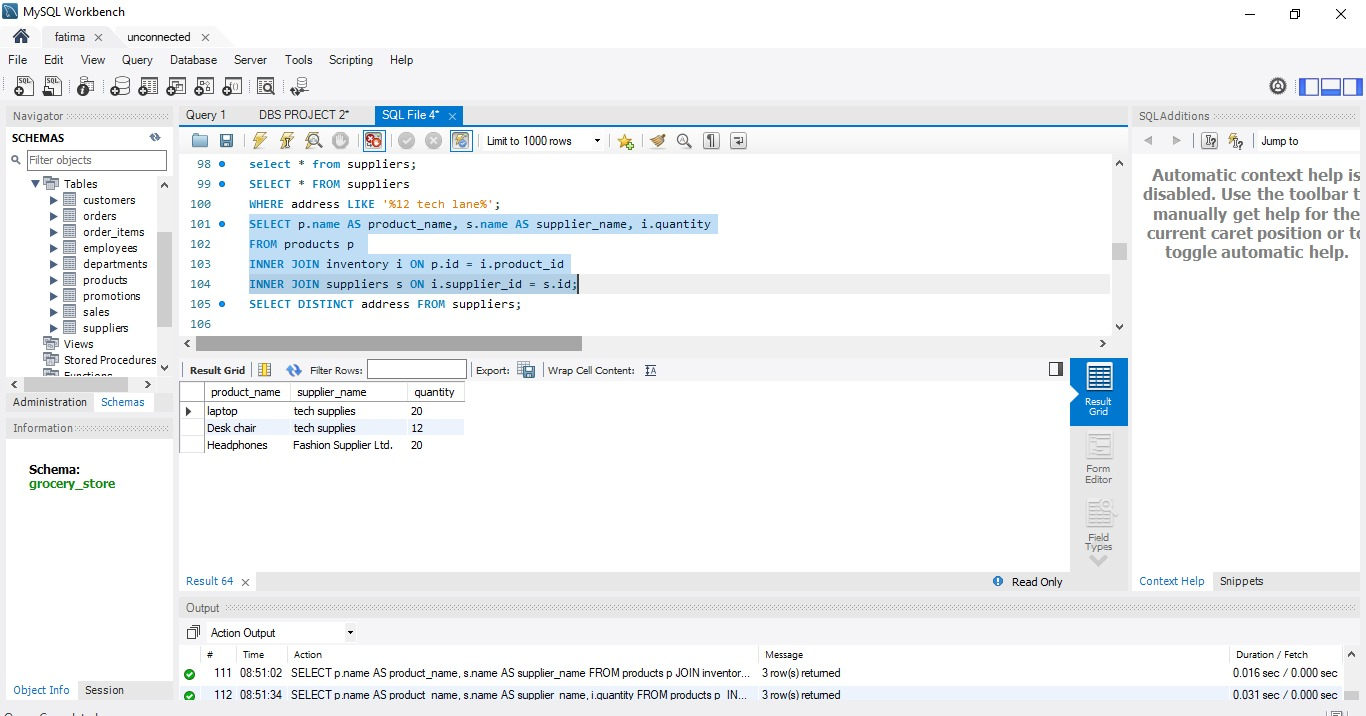 MySQL Workbench
fatima
unconnected
File Edit View Query Database Server Tools Scripting Help
Navigator
SCHEMAS
Filter objects
Tables
customers
orders
order_items
employees
departments
products
promotions
sales
suppliers
Views
Stored Procedures
Administration Schemas
Information
Schema:
grocery_store
Object Info Session
Query 1 DBS PROJECT 2* SQL File 4*
Limit to 1000 rows
98 select * from suppliers;
99 SELECT * FROM suppliers
100 WHERE address LIKE '%12 tech lane%';
101 SELECT p.name AS product_name, s.name AS supplier_name, i.quantity
102 FROM products p
103 INNER JOIN inventory i ON p.id = i.product_id
104 INNER JOIN suppliers s ON i.supplier_id = s.id;
105 SELECT DISTINCT address FROM suppliers;
106
Result Grid Filter Rows: Export: Wrap Cell Content:
product_name supplier_name quantity
laptop tech supplies 20
Desk chair tech supplies 12
Headphones Fashion Supplier Ltd. 20
Result
Grid
Form
Editor
Field
Types
Result 64
Read Only
Output
Action Output
# Time Action Message Duration / Fetch
111 08:51:02 SELECT p.name AS product_name, s.name AS supplier_name FROM products p JOIN inventor... 3 row(s) returned 0.016 sec / 0.000 sec
112 08:51:34 SELECT p.name AS product_name, s.name AS supplier_name, i.quantity FROM products p IN... 3 row(s) returned 0.031 sec / 0.000 sec
SQLAdditions
Jump to
Automatic context help is
disabled. Use the toolbar t
manually get help for the
current caret position or to
toggle automatic help.
Context Help Snippets